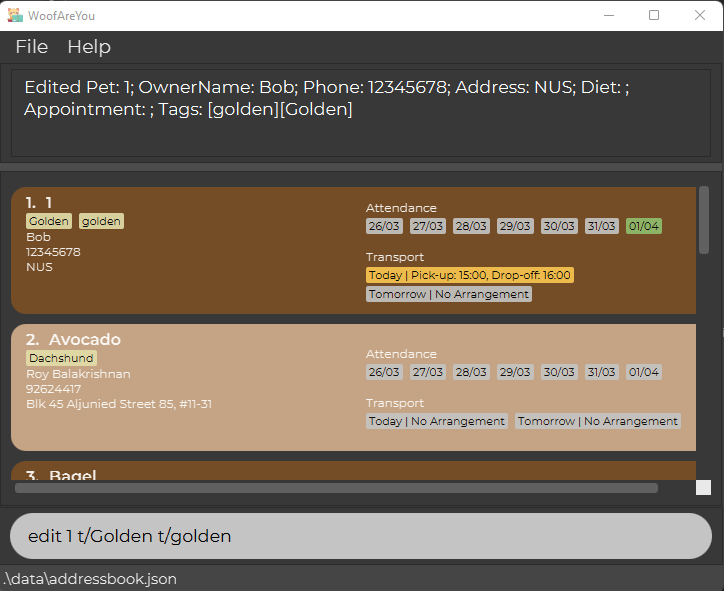 WoofAreYou
File Help
Edited Pet: 1; OwnerName: Bob; Phone: 12345678; Address: NUS; Diet: ;
Appointment: ; Tags: [golden][Golden]
1. 1
Golden golden
Bob
12345678
NUS
Attendance
26/03 27/03 28/03 29/03 30/03 31/03 01/04
Transport
Today | Pick-up: 15:00, Drop-off: 16:00
Tomorrow | No Arrangement
2. Avocado
Dachshund
Roy Balakrishnan
92624417
Blk 45 Aljunied Street 85, #11-31
Attendance
26/03 27/03 28/03 29/03 30/03 31/03 01/04
Transport
Today | No Arrangement Tomorrow | No Arrangement
3. Bagel
edit 1 t/Golden t/golden
.\data\addressbook.json